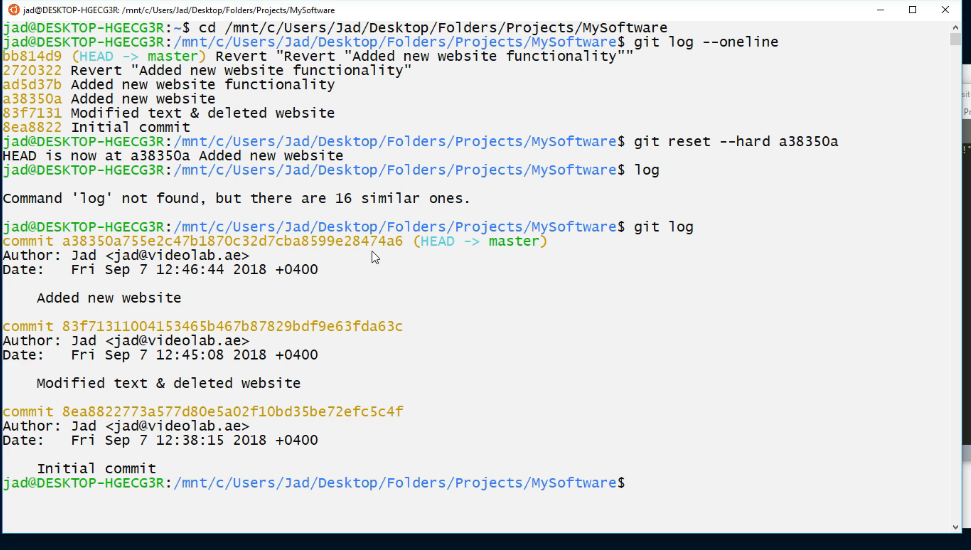 jad@DESKTOP-HGECG3R: /mnt/c/Users/Jad/Desktop/Folders/Projects/MySoftware
jad@DESKTOP-HGECG3R:~$ cd /mnt/c/Users/Jad/Desktop/Folders/Projects/MySoftware
jad@DESKTOP-HGECG3R:/mnt/c/Users/Jad/Desktop/Folders/Projects/MySoftware$ git log --oneline
bb814d9 (HEAD -> master) Revert "Revert "Added new website functionality""
2720322 Revert "Added new website functionality"
ad5d37b Added new website functionality
a38350a Added new website
83f7131 Modified text & deleted website
8ea8822 Initial commit
jad@DESKTOP-HGECG3R:/mnt/c/Users/Jad/Desktop/Folders/Projects/MySoftware$ git reset --hard a38350a
HEAD is now at a38350a Added new website
jad@DESKTOP-HGECG3R:/mnt/c/Users/Jad/Desktop/Folders/Projects/MySoftware$ log
Command 'log' not found, but there are 16 similar ones.
jad@DESKTOP-HGECG3R:/mnt/c/Users/Jad/Desktop/Folders/Projects/MySoftware$ git log
commit a38350a755e2c47b1870c32d7cba8599e28474a6 (HEAD -> master)
Author: Jad <jad@videolab.ae>
Date:   Fri Sep 7 12:46:44 2018 +0400
Added new website
commit 83f71311004153465b467b87829bdf9e63fda63c
Author: Jad <jad@videolab.ae>
Date:   Fri Sep 7 12:45:08 2018 +0400
Modified text & deleted website
commit 8ea8822773a577d80e5a02f10bd35be72efc5c4f
Author: Jad <jad@videolab.ae>
Date:   Fri Sep 7 12:38:15 2018 +0400
Initial commit
jad@DESKTOP-HGECG3R:/mnt/c/Users/Jad/Desktop/Folders/Projects/MySoftware$